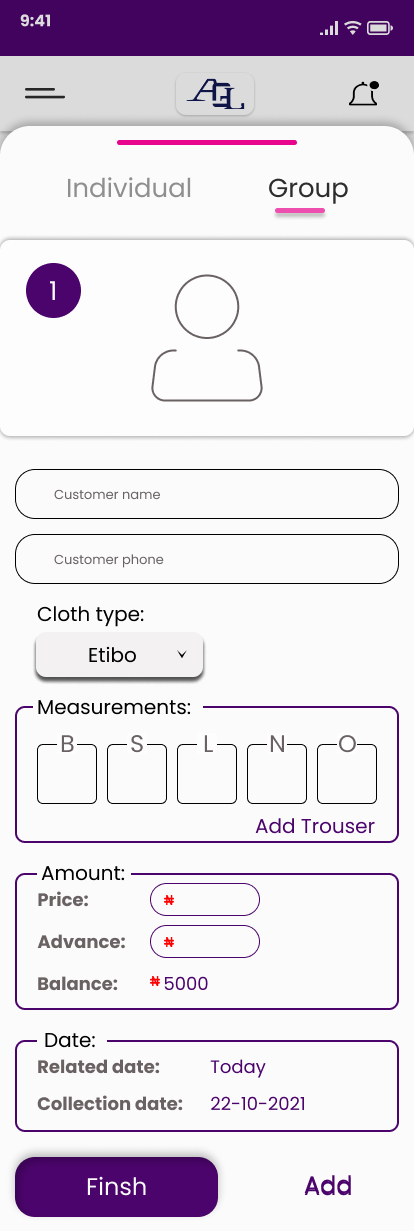 9:41
AEL
Individual Group
1
Customer name
Customer phone
Cloth type:
Etibo
Measurements:
B S L N O
Add Trouser
Amount:
Price: ₦
Advance: ₦
Balance: ₦5000
Date:
Related date: Today
Collection date: 22-10-2021
Finsh Add